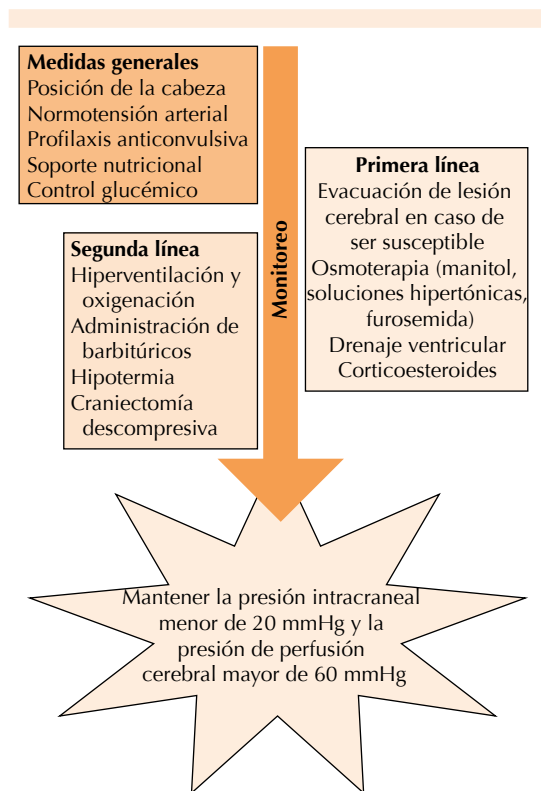 Medidas generales
Posición de la cabeza
Normotensión arterial
Profilaxis anticonvulsiva
Soporte nutricional
Control glucémico
Primera línea
Evacuación de lesión
cerebral en caso de
ser susceptible
Osmoterapia (manitol,
soluciones hipertónicas,
furosemida)
Drenaje ventricular
Corticoesteroides
Segunda línea
Hiperventilación y
oxigenación
Administración de
barbitúricos
Hipotermia
Craniectomía
descompresiva
Monitoreo
Mantener la presión intracraneal
menor de 20 mmHg y la
presión de perfusión
cerebral mayor de 60 mmHg